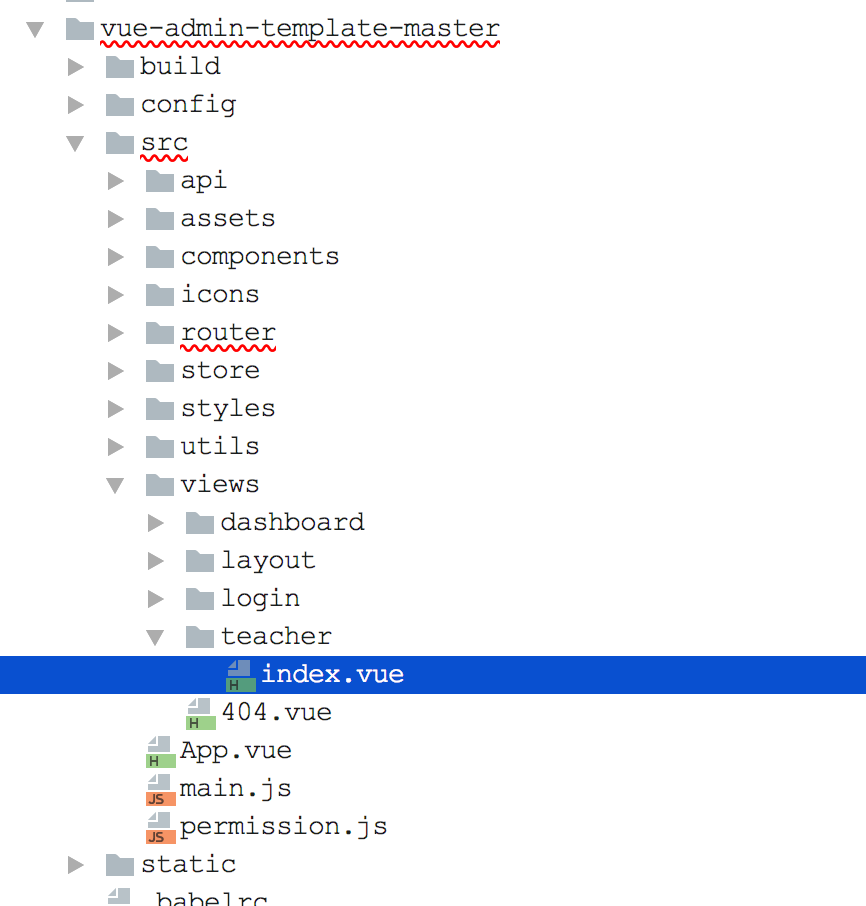 vue-admin-template-master
build
config
src
api
assets
components
icons
router
store
styles
utils
views
dashboard
layout
login
teacher
H index.vue
H 404.vue
H App.vue
JS main.js
JS permission.js
static
.babelrc